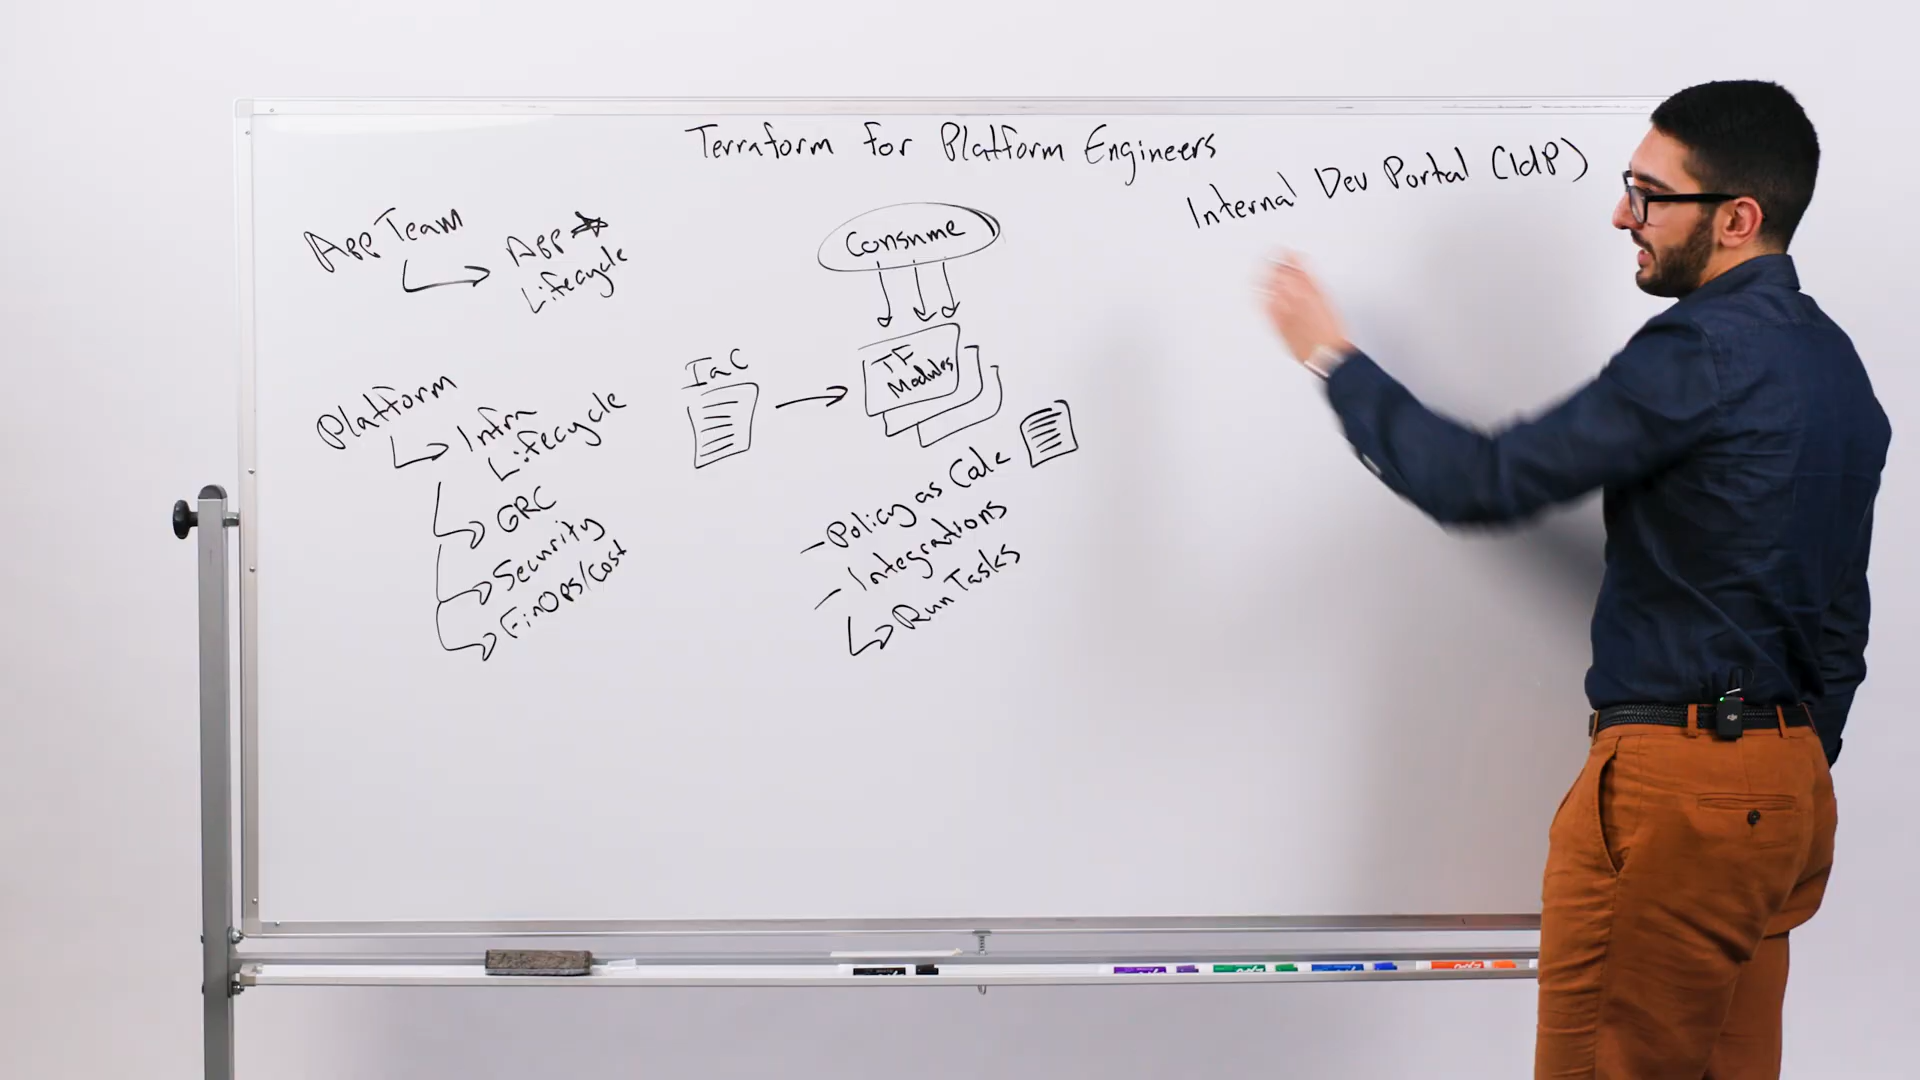 Terraform for Platform Engineers
Internal Dev Portal (IdP)
App Team
App
Lifecycle
Consume
TF
Modules
IaC
Platform
Infra
Lifecycle
GRC
Security
FinOps/Cost
- Policy as Code
- Integrations
Run Tasks